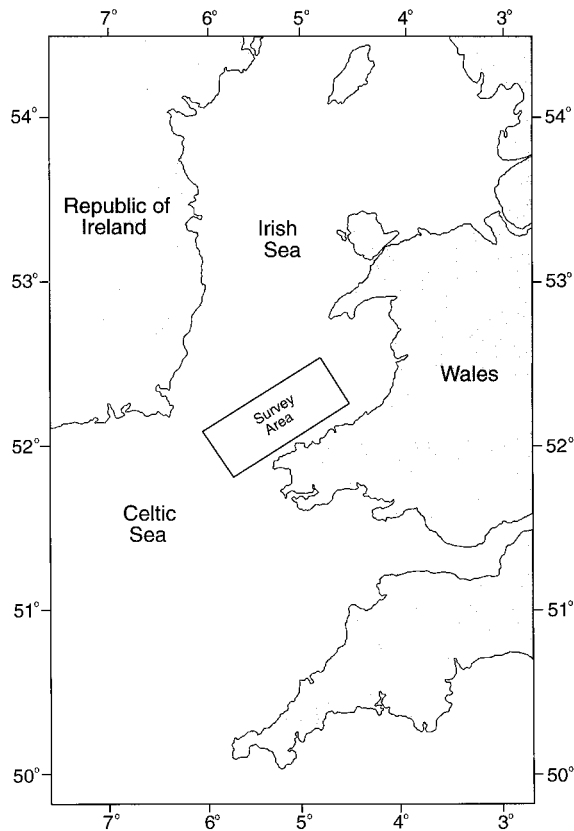 7° 6° 5° 4° 3°
54° 54°
Republic of
Ireland
Irish
Sea
53° 53°
Wales
Survey
Area
52° 52°
Celtic
Sea
51° 51°
50° 50°
7° 6° 5° 4° 3°